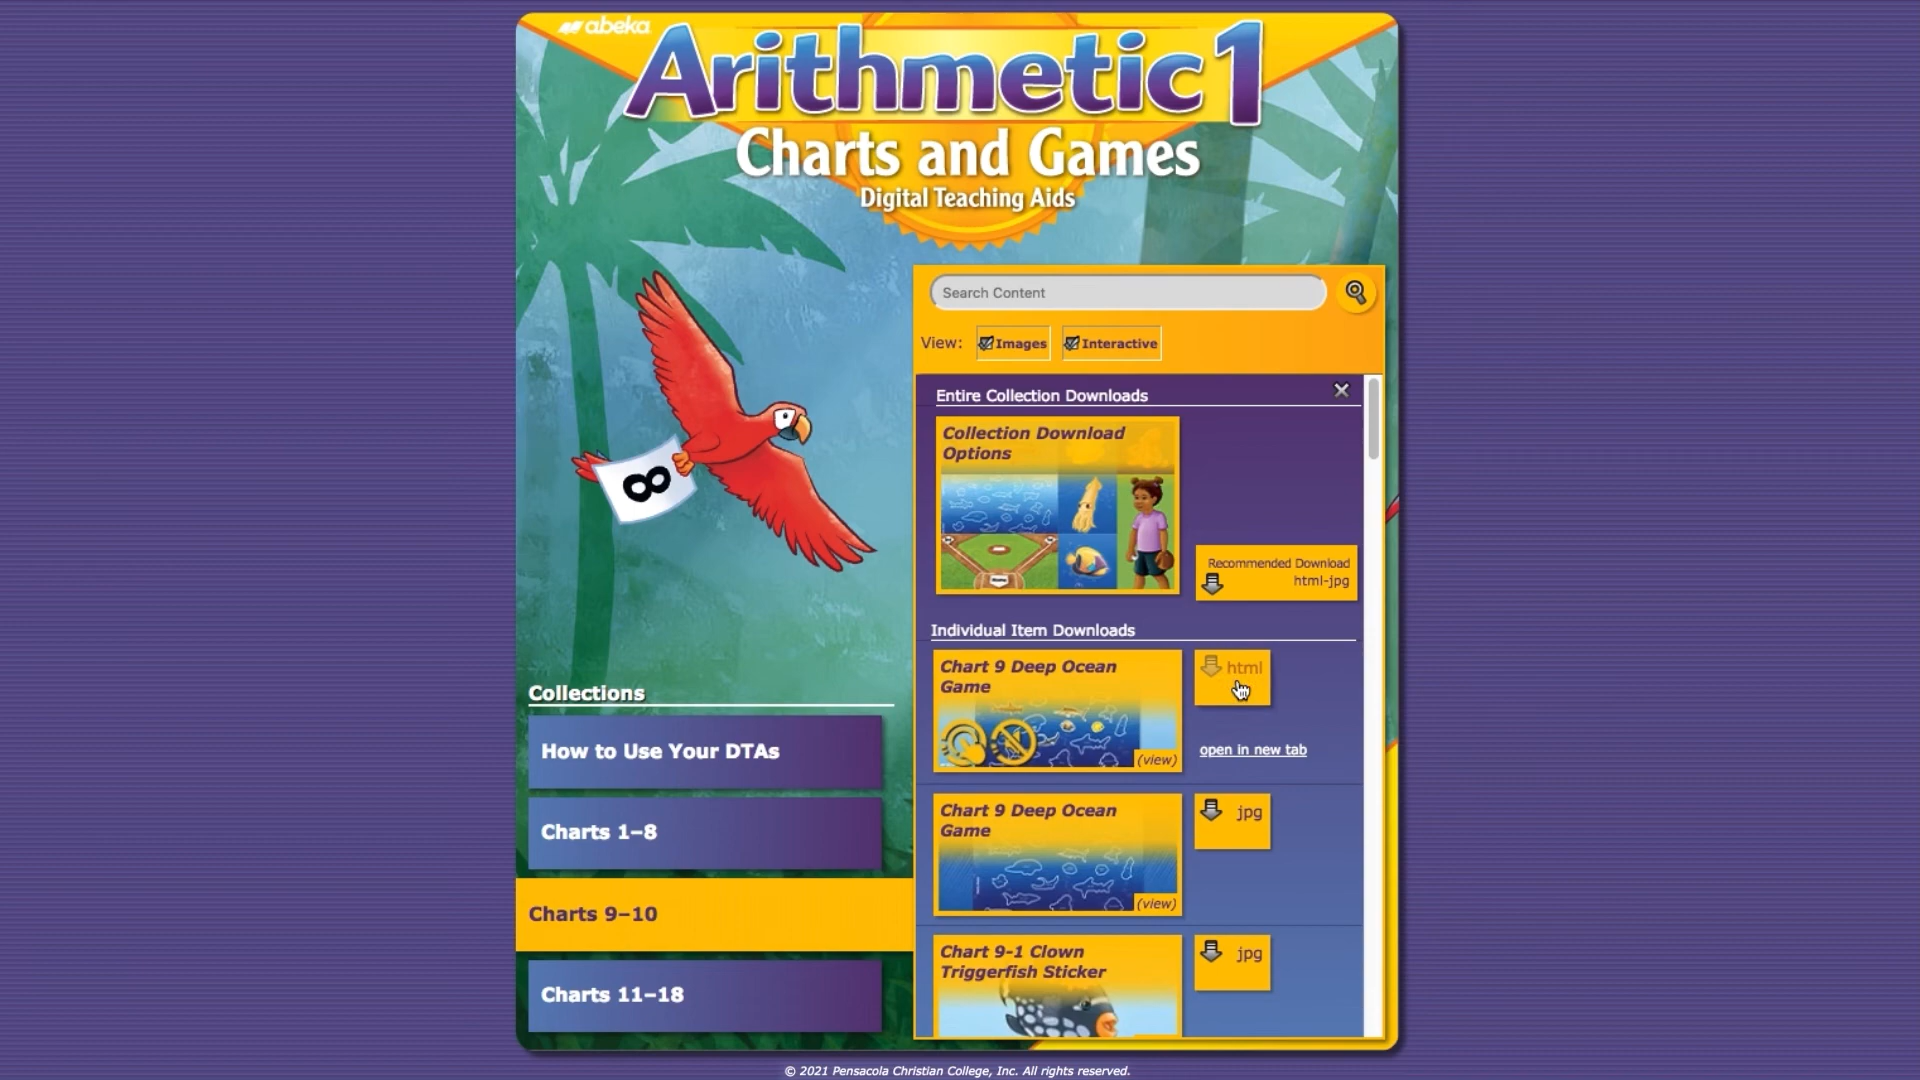 abeka
Arithmetic 1
Charts and Games
Digital Teaching Aids
8
Search Content
View: Images Interactive
Entire Collection Downloads
Collection Download
Options
Recommended Download
html-jpg
Individual Item Downloads
Chart 9 Deep Ocean
Game
(view)
html
open in new tab
Chart 9 Deep Ocean
Game
(view)
jpg
Chart 9-1 Clown
Triggerfish Sticker
jpg
Collections
How to Use Your DTAs
Charts 1–8
Charts 9–10
Charts 11–18
© 2021 Pensacola Christian College, Inc. All rights reserved.